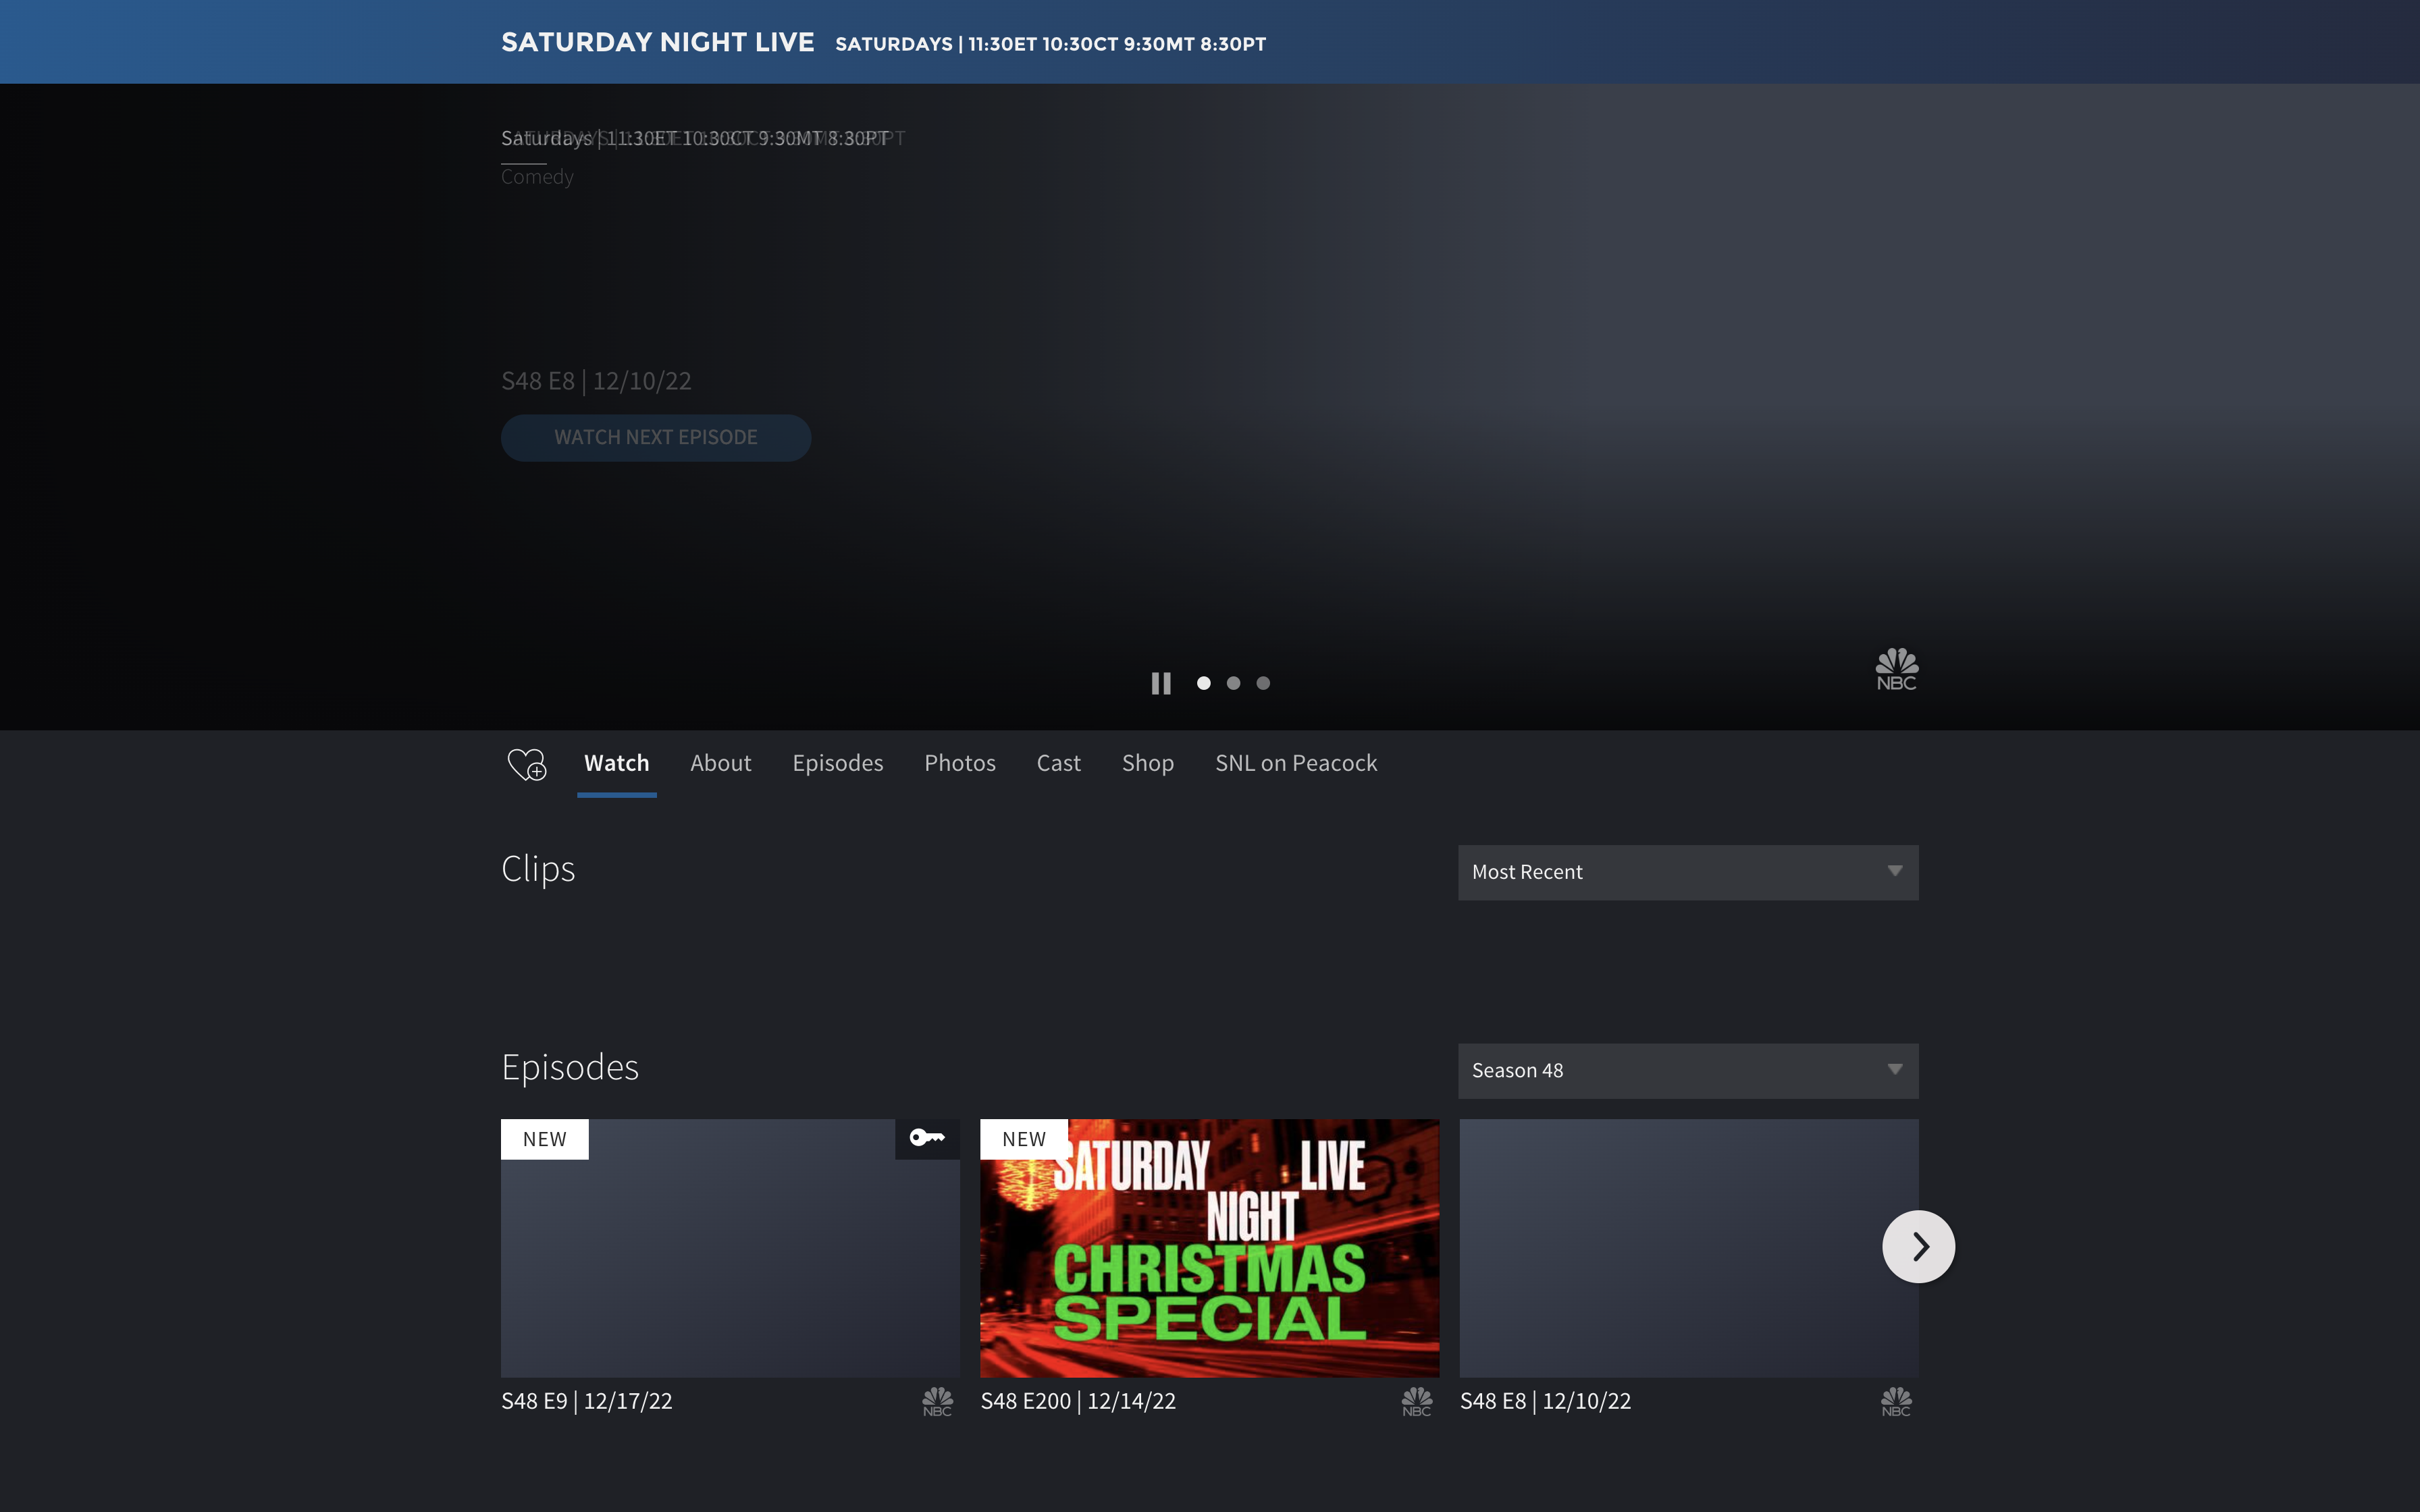 SATURDAY NIGHT LIVE SATURDAYS | 11:30ET 10:30CT 9:30MT 8:30PT
Saturdays | 11:30ET 10:30CT 9:30MT 8:30PT
Comedy
S48 E8 | 12/10/22
WATCH NEXT EPISODE
NBC
Watch About Episodes Photos Cast Shop SNL on Peacock
Clips Most Recent
Episodes Season 48
NEW
NEW
SATURDAY LIVE
NIGHT
CHRISTMAS
SPECIAL
S48 E9 | 12/17/22 NBC S48 E200 | 12/14/22 NBC S48 E8 | 12/10/22 NBC